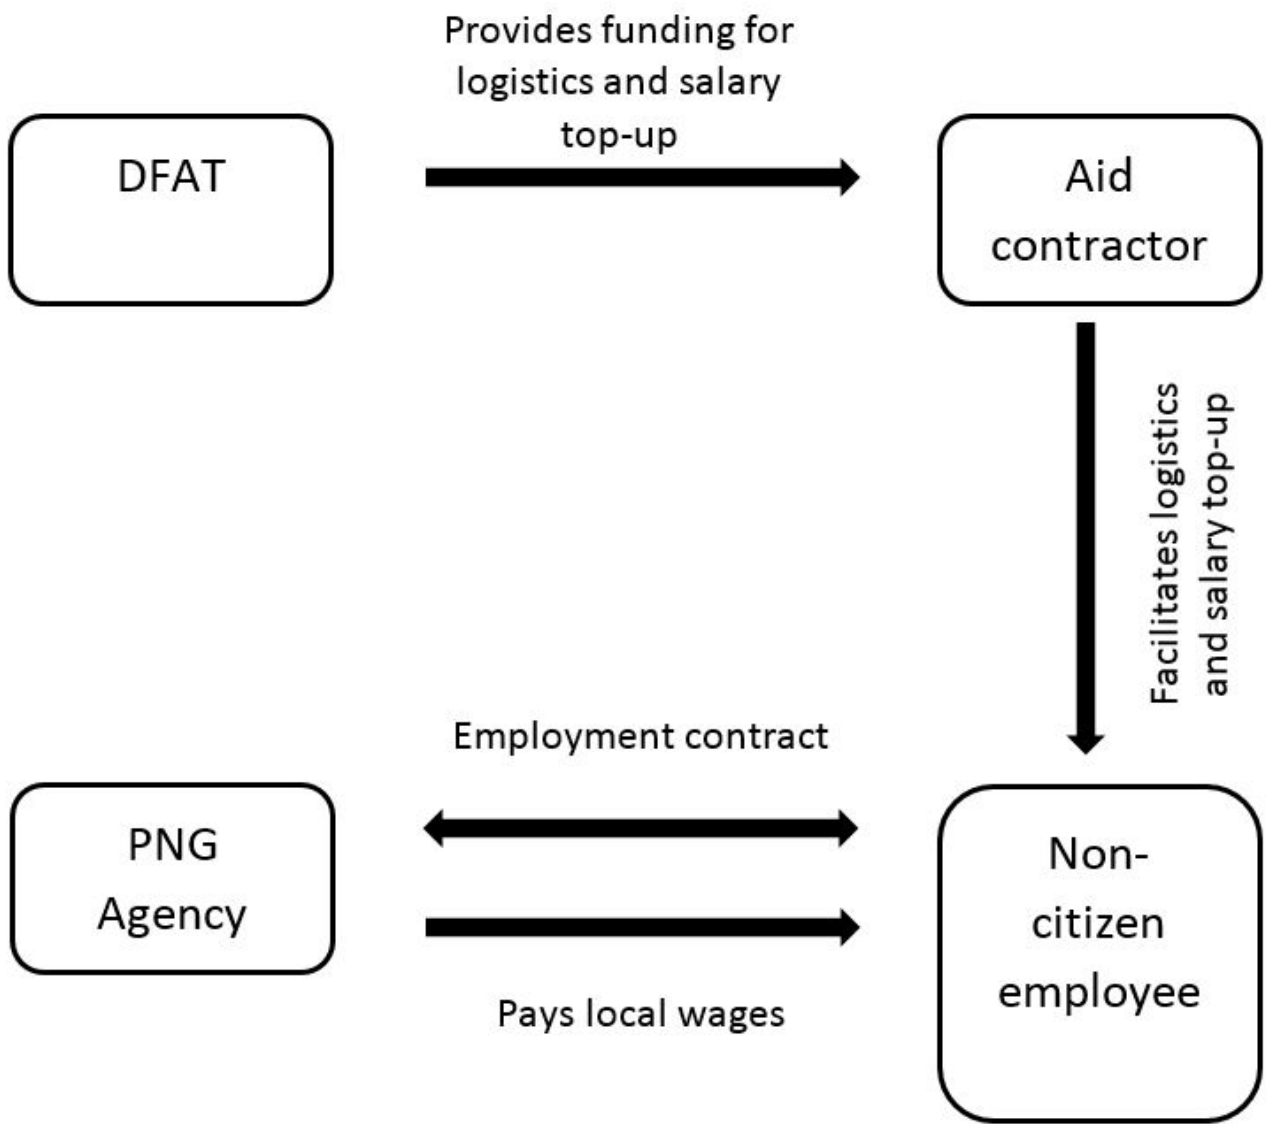 Provides funding for
logistics and salary
top-up
DFAT
Aid
contractor
Facilitates logistics
and salary top-up
Employment contract
PNG
Agency
Non-
citizen
employee
Pays local wages